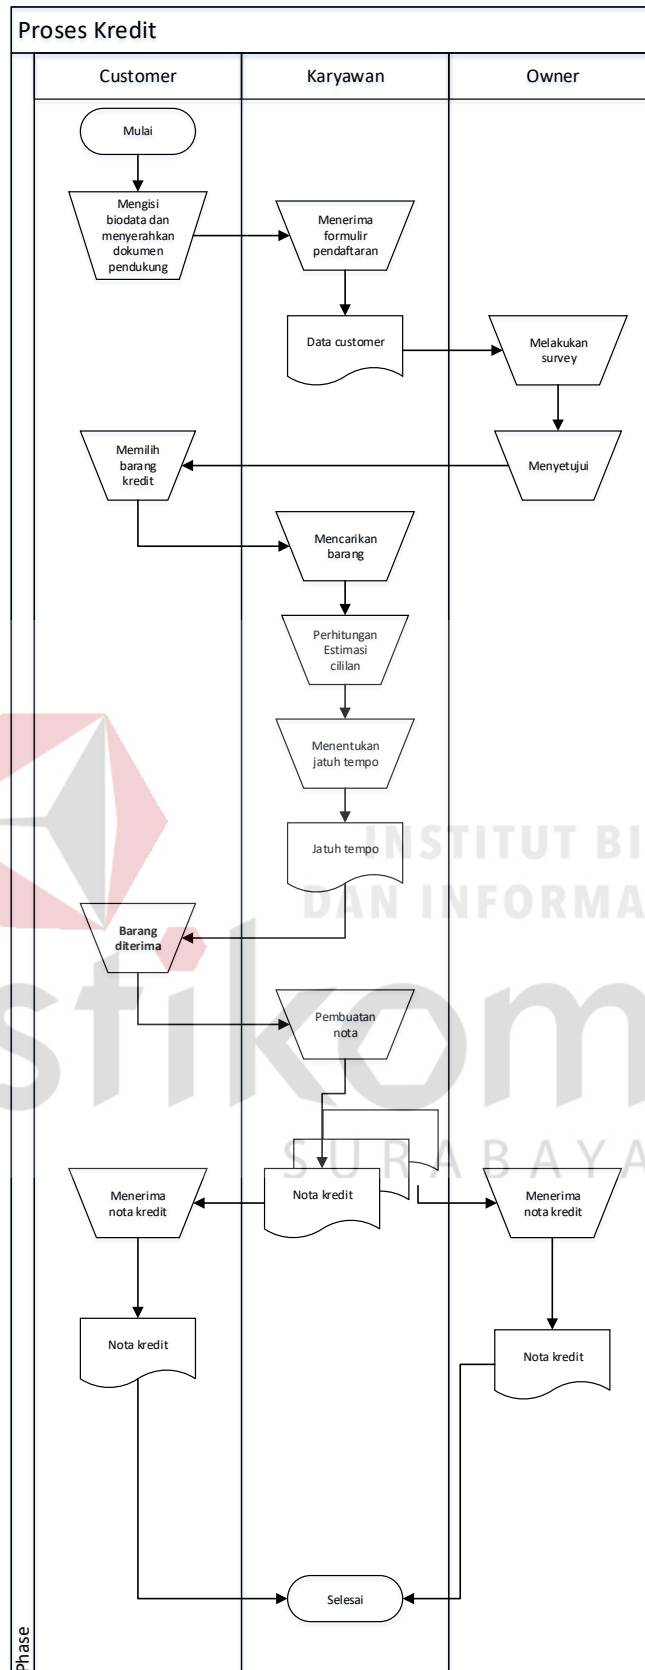 Proses Kredit
Customer
Karyawan
Owner
Mulai
Mengisi
biodata dan
menyerahkan
dokumen
pendukung
Menerima
formulir
pendaftaran
Data customer
Melakukan
survey
Memilih
barang
kredit
Menyetujui
Mencarikan
barang
Perhitungan
Estimasi
cililan
Menentukan
jatuh tempo
Jatuh tempo
INSTITUT BI
DAN INFORMA
Barang
diterima
stikom
Pembuatan
nota
SURABAYA
Menerima
nota kredit
Nota kredit
Menerima
nota kredit
Nota kredit
Nota kredit
Selesai
Phase